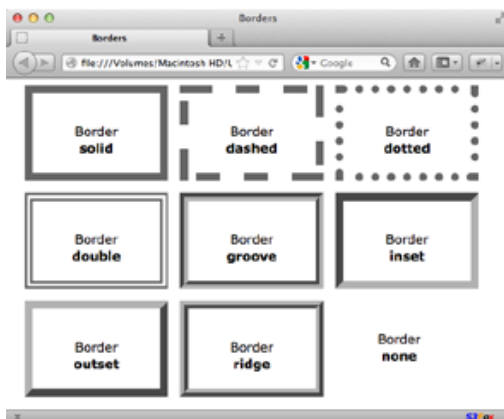 Borders
Borders
file:///Volumes/Macintosh HD/U
Google
Border
solid
Border
dashed
Border
dotted
Border
double
Border
groove
Border
inset
Border
outset
Border
ridge
Border
none